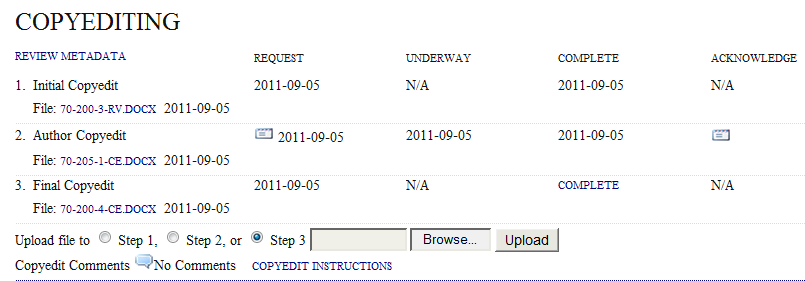 COPYEDITING
REVIEW METADATA REQUEST UNDERWAY COMPLETE ACKNOWLEDGE
1. Initial Copyedit 2011-09-05 N/A 2011-09-05 N/A
File: 70-200-3-RV.DOCX 2011-09-05
2. Author Copyedit 2011-09-05 2011-09-05 2011-09-05
File: 70-205-1-CE.DOCX 2011-09-05
3. Final Copyedit 2011-09-05 N/A COMPLETE N/A
File: 70-200-4-CE.DOCX 2011-09-05
Upload file to Step 1, Step 2, or Step 3 Browse... Upload
Copyedit Comments No Comments COPYEDIT INSTRUCTIONS